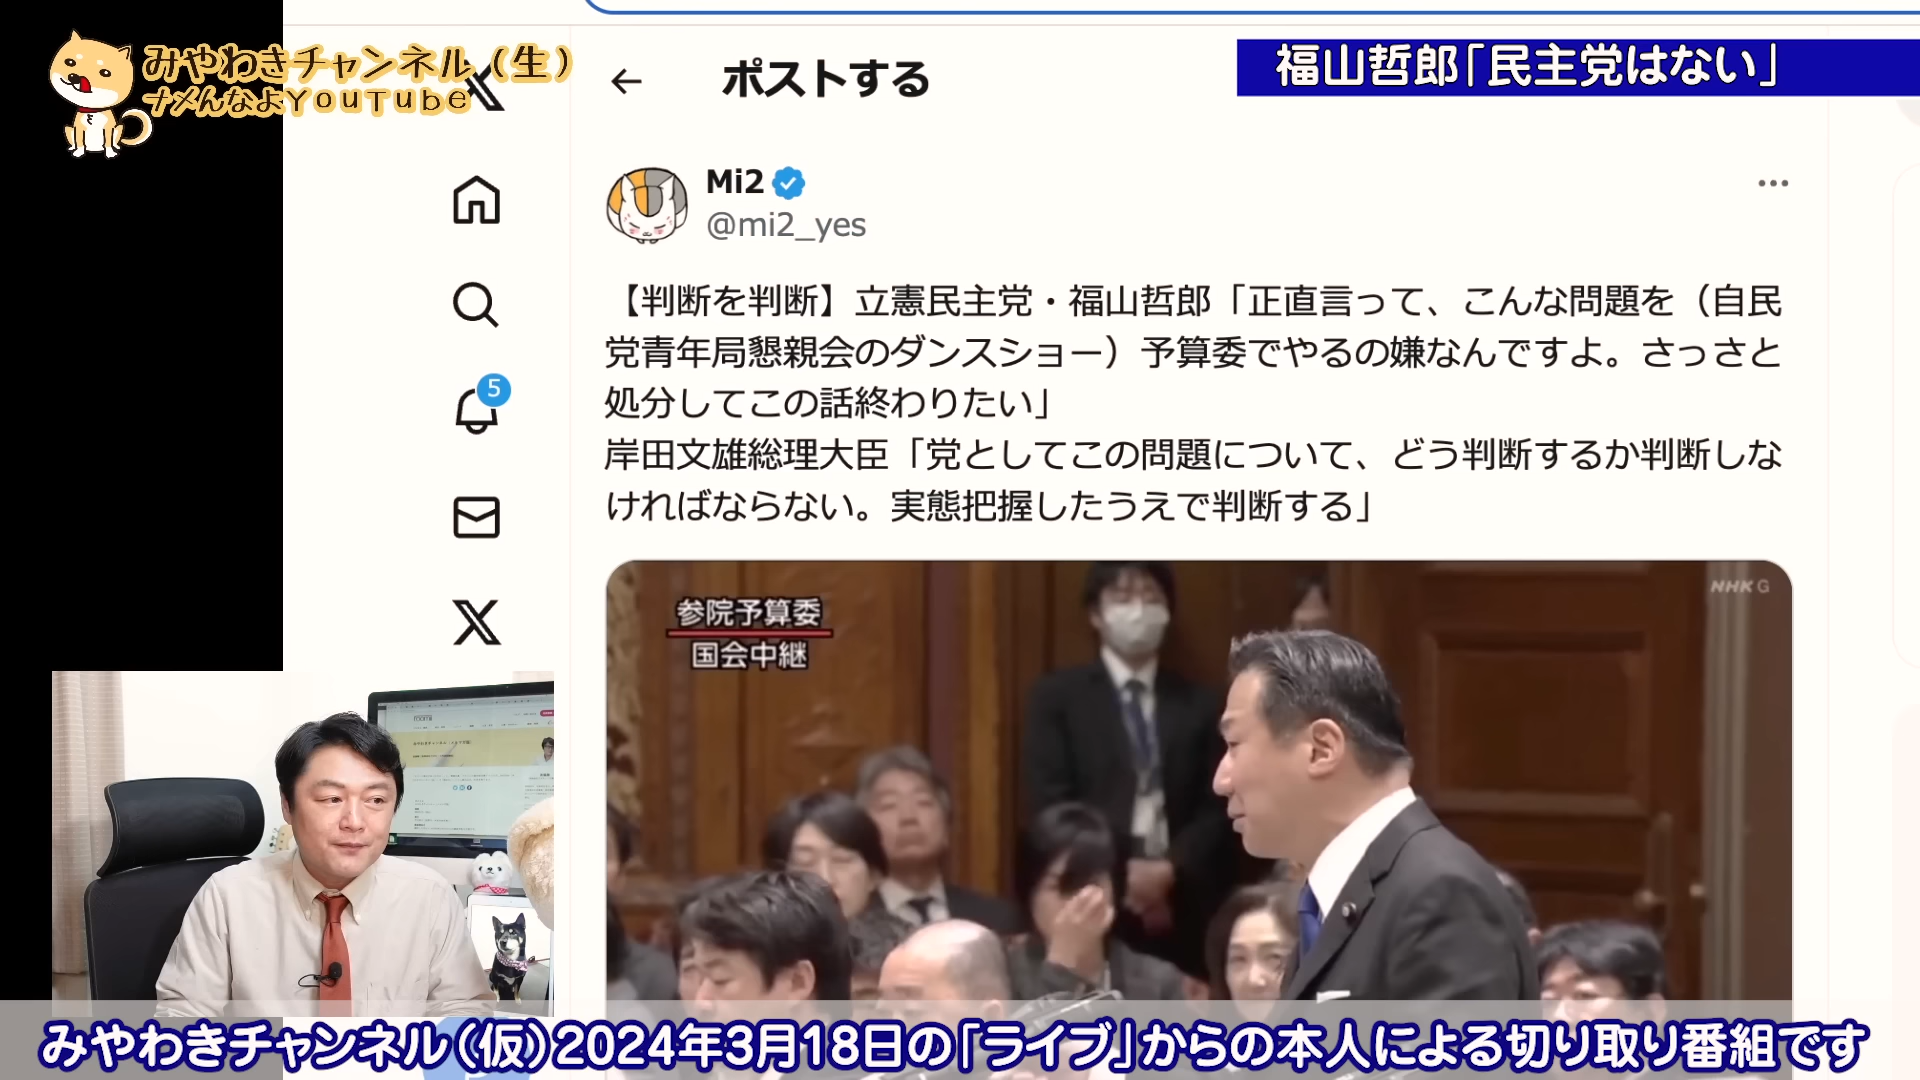 みやわきチャンネル（生）
ナメんなよYouTube
ポストする
福山哲郎「民主党はない」
Mi2
@mi2_yes
【判断を判断】立憲民主党・福山哲郎「正直言って、こんな問題を（自民
党青年局懇親会のダンスショー）予算委でやるの嫌なんですよ。さっさと
処分してこの話終わりたい」
岸田文雄総理大臣「党としてこの問題について、どう判断するか判断しな
ければならない。実態把握したうえで判断する」
5
参院予算委
国会中継
NHK G
みやわきチャンネル（仮）2024年3月18日の「ライブ」からの本人による切り取り番組です